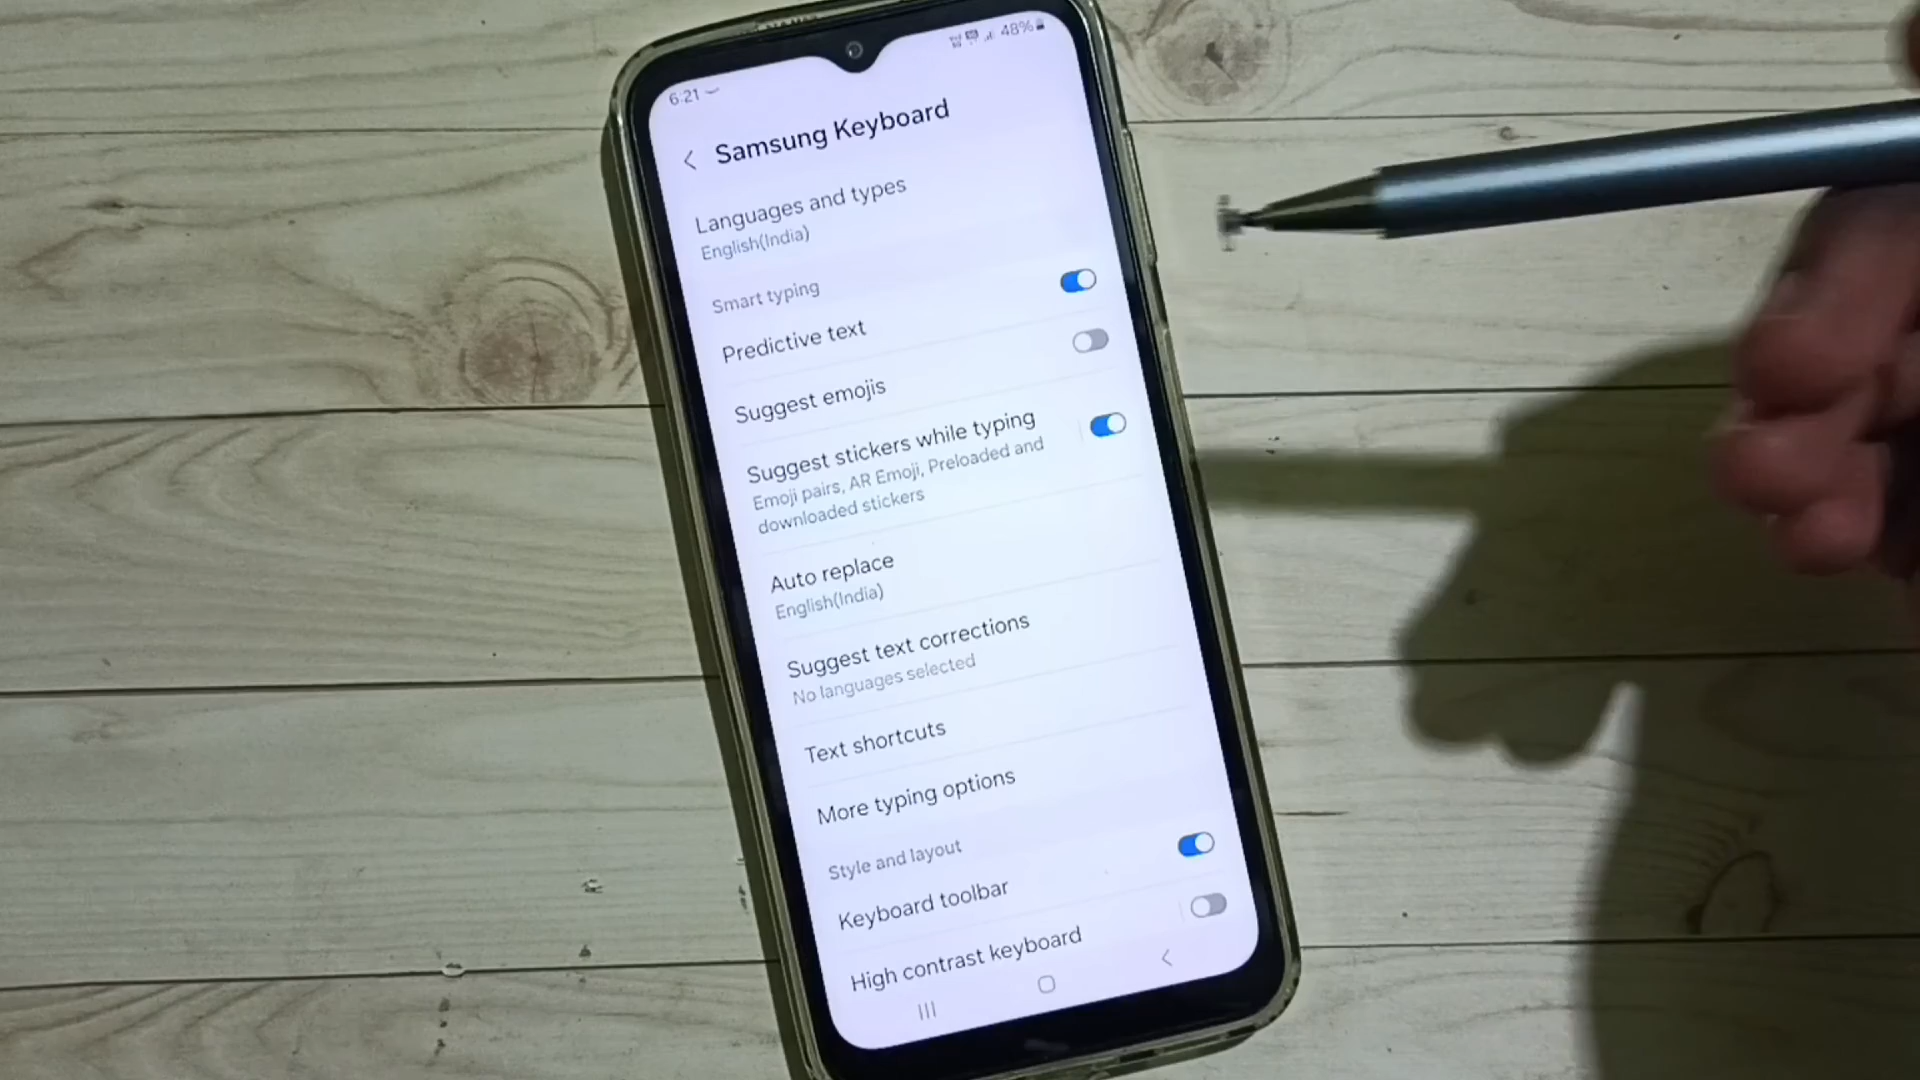 6:21
48%
Samsung Keyboard
Languages and types
English(India)
Smart typing
Predictive text
Suggest emojis
Suggest stickers while typing
Emoji pairs, AR Emoji, Preloaded and
downloaded stickers
Auto replace
English(India)
Suggest text corrections
No languages selected
Text shortcuts
More typing options
Style and layout
Keyboard toolbar
High contrast keyboard